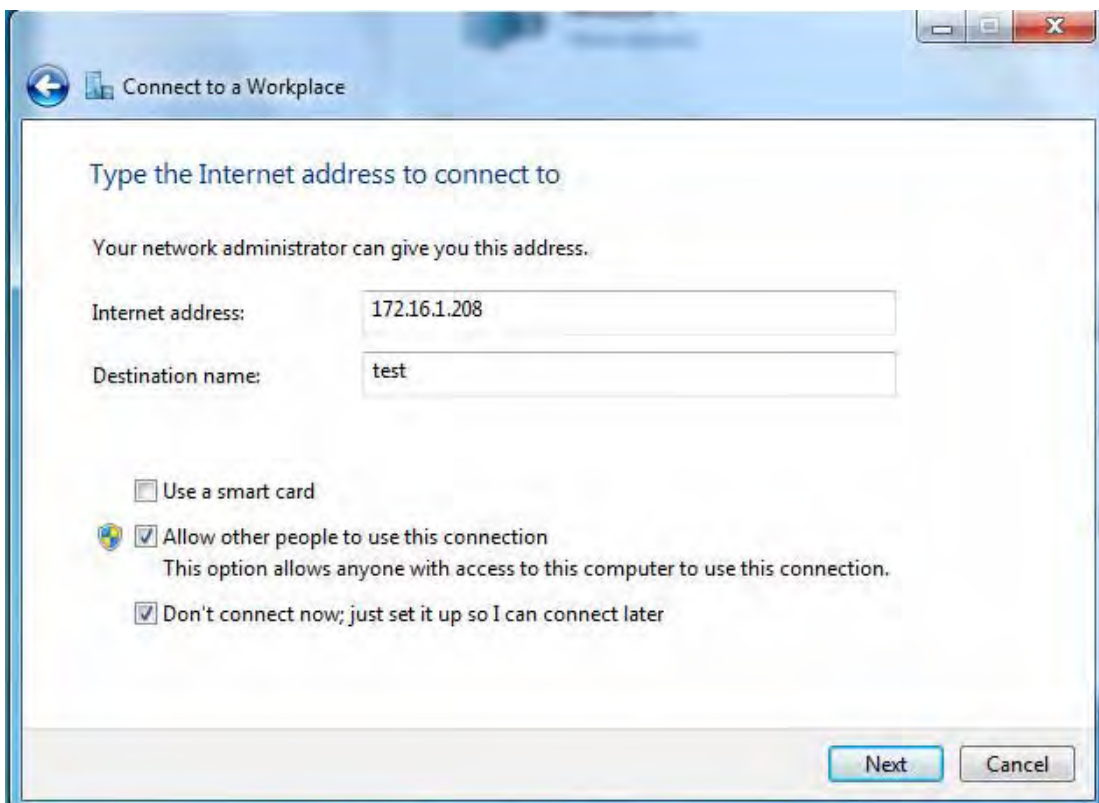 Connect to a Workplace
Type the Internet address to connect to
Your network administrator can give you this address.
Internet address:
172.16.1.208
Destination name:
test
Use a smart card
Allow other people to use this connection
This option allows anyone with access to this computer to use this connection.
Don't connect now; just set it up so I can connect later
Next
Cancel